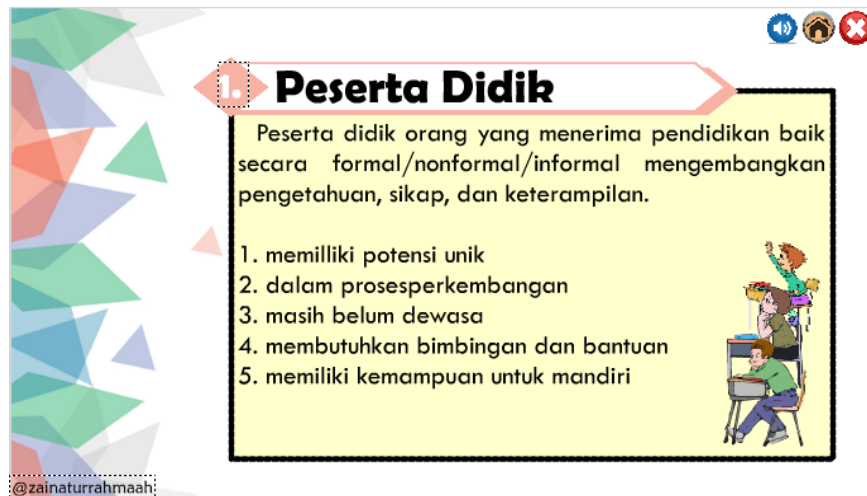 1. Peserta Didik
Peserta didik orang yang menerima pendidikan baik
secara formal/nonformal/informal mengembangkan
pengetahuan, sikap, dan keterampilan.
1. memilliki potensi unik
2. dalam prosesperkembangan
3. masih belum dewasa
4. membutuhkan bimbingan dan bantuan
5. memiliki kemampuan untuk mandiri
@zainaturrahmaah